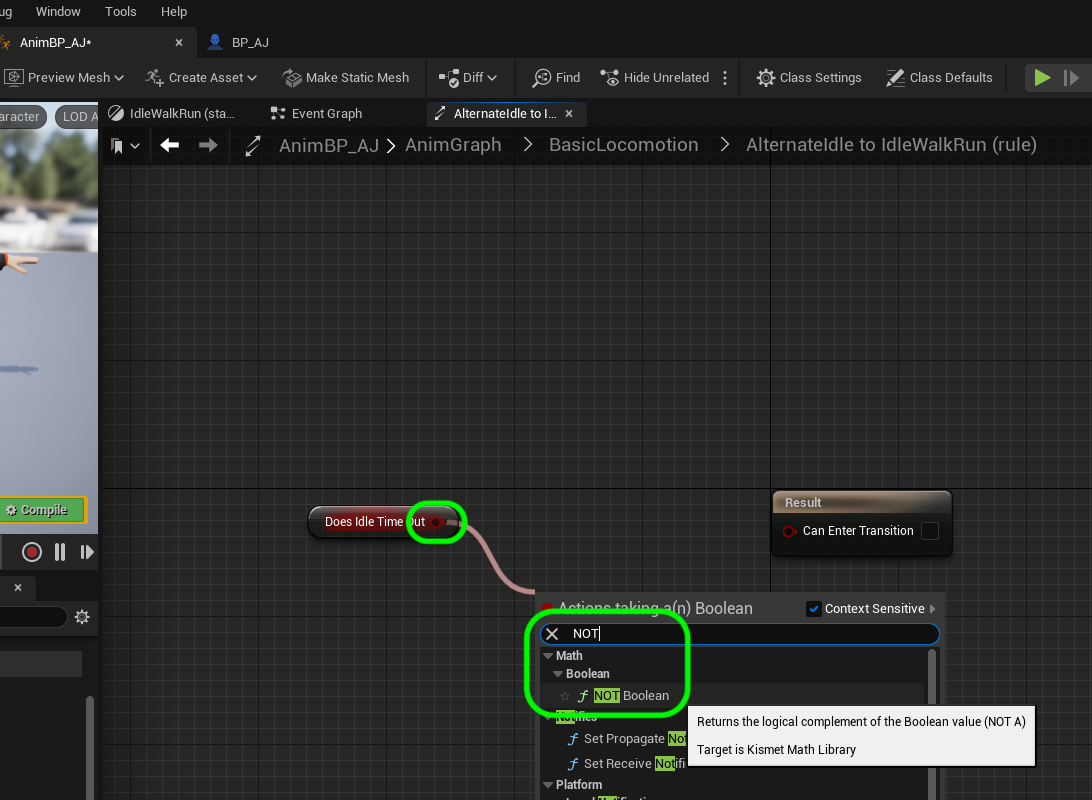 ug Window Tools Help
AnimBP_AJ* BP_AJ
Preview Mesh Create Asset Make Static Mesh Diff Find Hide Unrelated Class Settings Class Defaults
aracter LOD A
IdleWalkRun (sta... Event Graph AlternateIdle to I...
AnimBP_AJ > AnimGraph > BasicLocomotion > AlternateIdle to IdleWalkRun (rule)
Compile
Does Idle Time Out
Result
Can Enter Transition
Actions taking a(n) Boolean Context Sensitive
NOT
Math
Boolean
f NOT Boolean
Notifies
f Set Propagate Not
f Set Receive Notifi
Platform
Returns the logical complement of the Boolean value (NOT A)
Target is Kismet Math Library